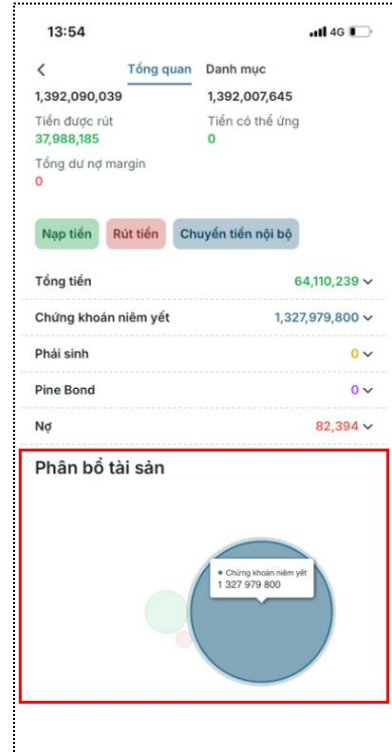 13:54 4G
Tổng quan Danh mục
1,392,090,039 1,392,007,645
Tiền được rút Tiền có thể ứng
37,988,185 0
Tổng dư nợ margin
0
Nạp tiền Rút tiền Chuyển tiền nội bộ
Tổng tiền 64,110,239
Chứng khoán niêm yết 1,327,979,800
Phái sinh 0
Pine Bond 0
Nợ 82,394
Phân bổ tài sản
• Chứng khoán niêm yết
1 327 979 800